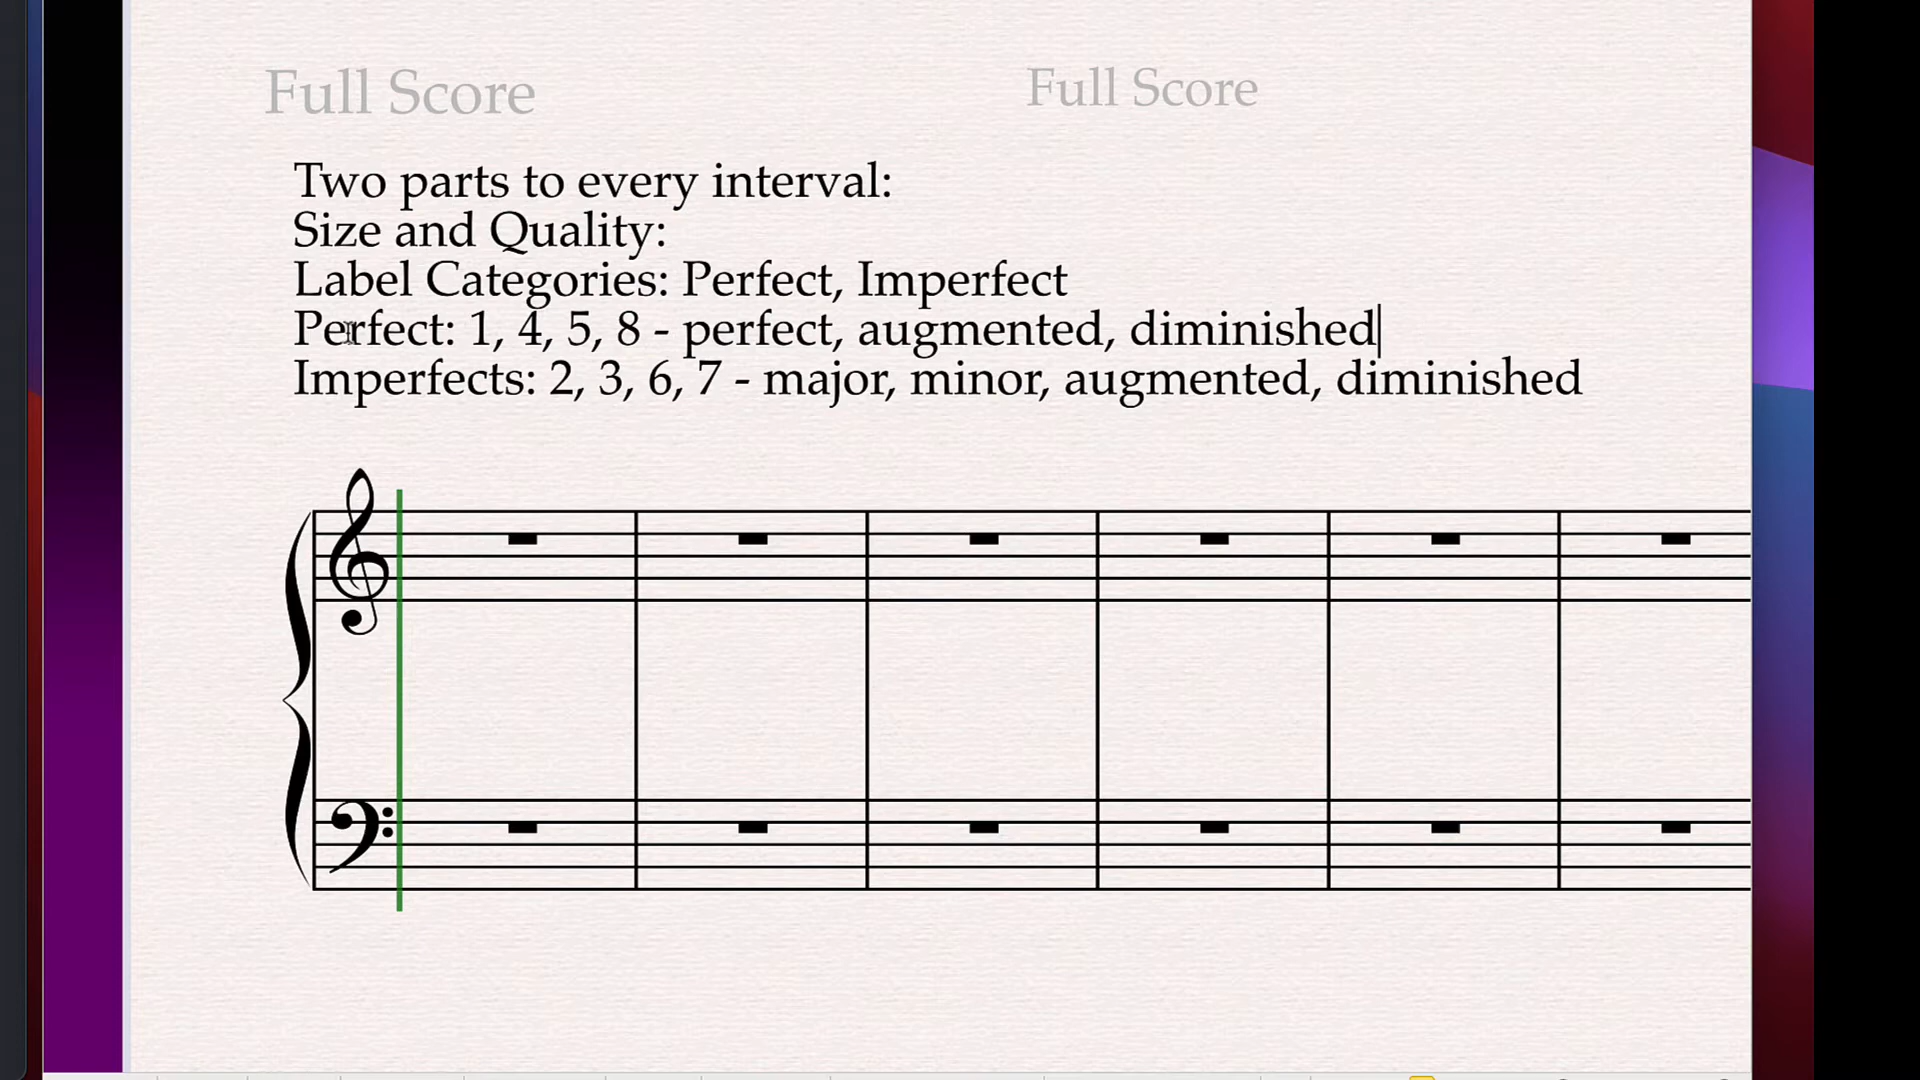 Full Score
Full Score
Two parts to every interval:
Size and Quality:
Label Categories: Perfect, Imperfect
Perfect: 1, 4, 5, 8 - perfect, augmented, diminished
Imperfects: 2, 3, 6, 7 - major, minor, augmented, diminished